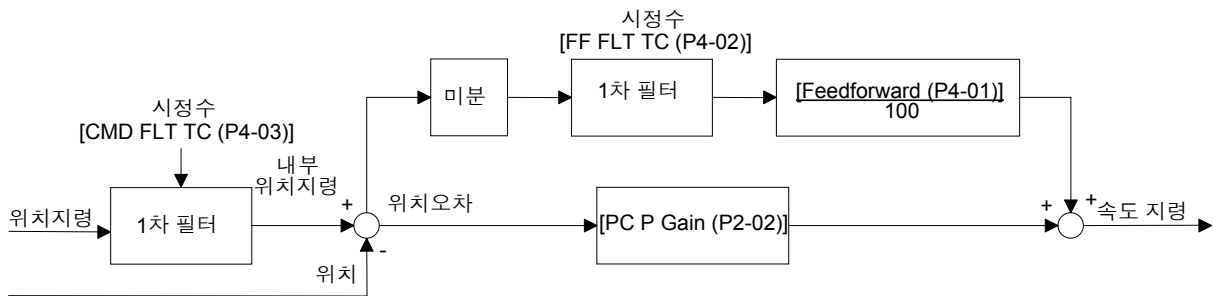 시정수
[FF FLT TC (P4-02)]
미분
1차 필터
[Feedforward (P4-01)]
100
시정수
[CMD FLT TC (P4-03)]
내부
위치지령
+
위치오차
위치지령
1차 필터
[PC P Gain (P2-02)]
+
+
속도 지령
-
위치